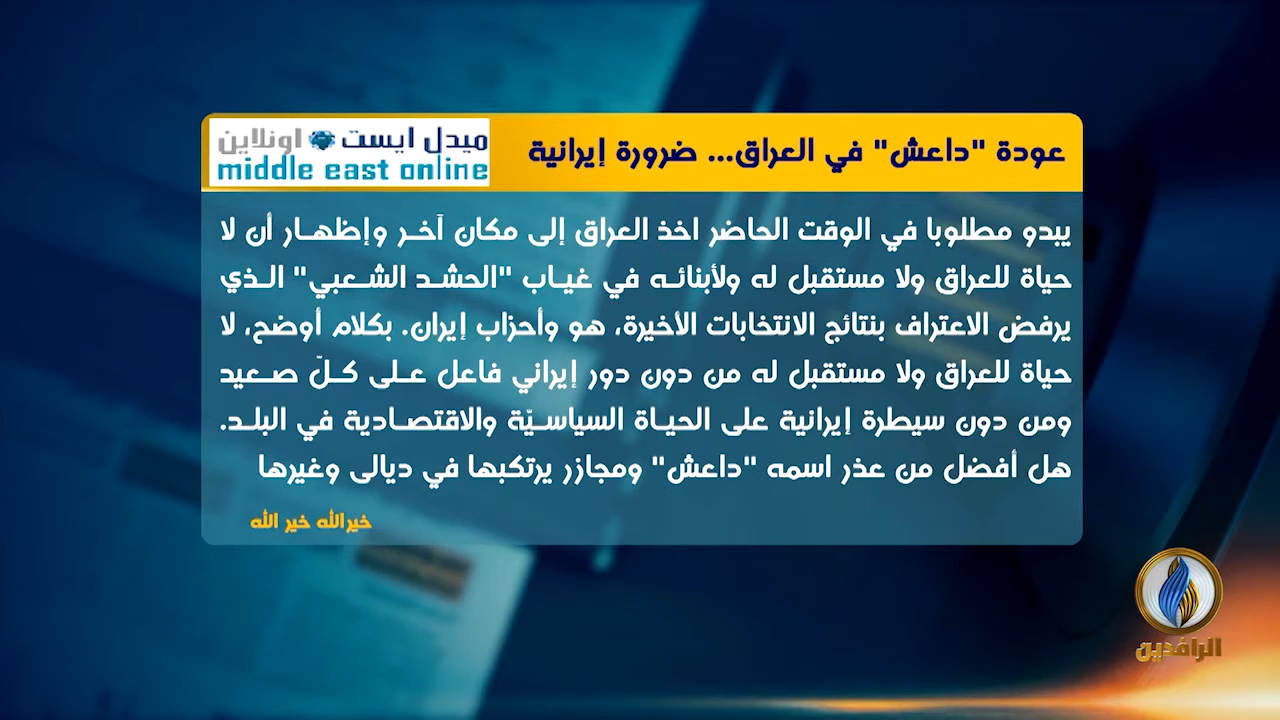 عودة "داعش" في العراق... ضرورة إيرانية
ميدل ايست اونلاين
middle east online
يبدو مطلوبا في الوقت الحاضر اخذ العراق إلى مكان آخر وإظهار أن لا
حياة للعراق ولا مستقبل له ولأبنائه في غياب "الحشد الشعبي" الذي
يرفض الاعتراف بنتائج الانتخابات الأخيرة، هو وأحزاب إيران. بكلام أوضح، لا
حياة للعراق ولا مستقبل له من دون دور إيراني فاعل على كلّ صعيد
ومن دون سيطرة إيرانية على الحياة السياسيّة والاقتصادية في البلد.
هل أفضل من عذر اسمه "داعش" ومجازر يرتكبها في ديالى وغيرها
خيرالله خير الله
الرافدين